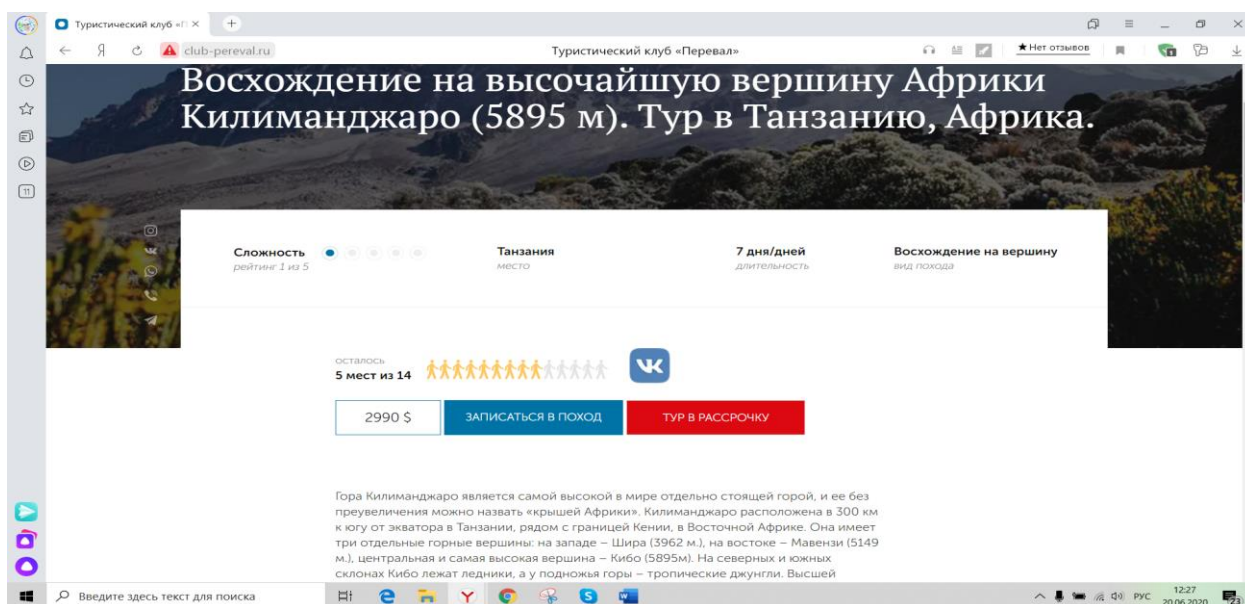 Туристический клуб «П
club-pereval.ru
Туристический клуб «Перевал»
Нет отзывов
Восхождение на высочайшую вершину Африки
Килиманджаро (5895 м). Тур в Танзанию, Африка.
Сложность
рейтинг 1 из 5
Танзания
место
7 дня/дней
длительность
Восхождение на вершину
вид похода
осталось
5 мест из 14
2990 $
ЗАПИСАТЬСЯ В ПОХОД
ТУР В РАССРОЧКУ
Гора Килиманджаро является самой высокой в мире отдельно стоящей горой, и ее без
преувеличения можно назвать «крышей Африки». Килиманджаро расположена в 300 км
к югу от экватора в Танзании, рядом с границей Кении, в Восточной Африке. Она имеет
три отдельные горные вершины: на западе – Шира (3962 м.), на востоке – Мавензи (5149
м.), центральная и самая высокая вершина – Кибо (5895м). На северных и южных
склонах Кибо лежат ледники, а у подножья горы – тропические джунгли. Высшей
Введите здесь текст для поиска
РУС
12:27
20.06.2020
23